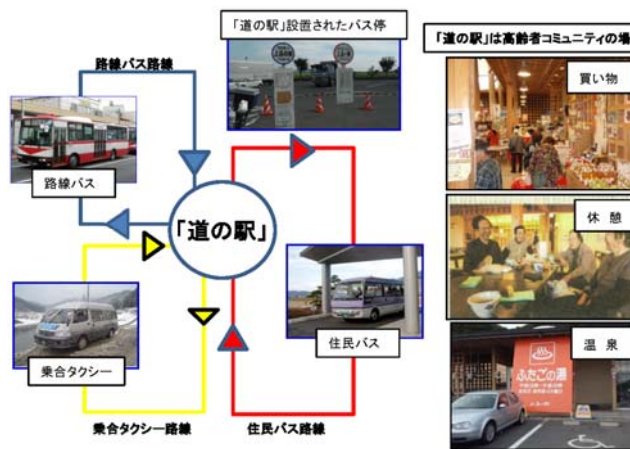 「道の駅」設置されたバス停
路線バス路線
路線バス
「道の駅」
乗合タクシー
住民バス
乗合タクシー路線
住民バス路線
「道の駅」は高齢者コミュニティの場
買い物
休 憩
温 泉
ふたごの湯